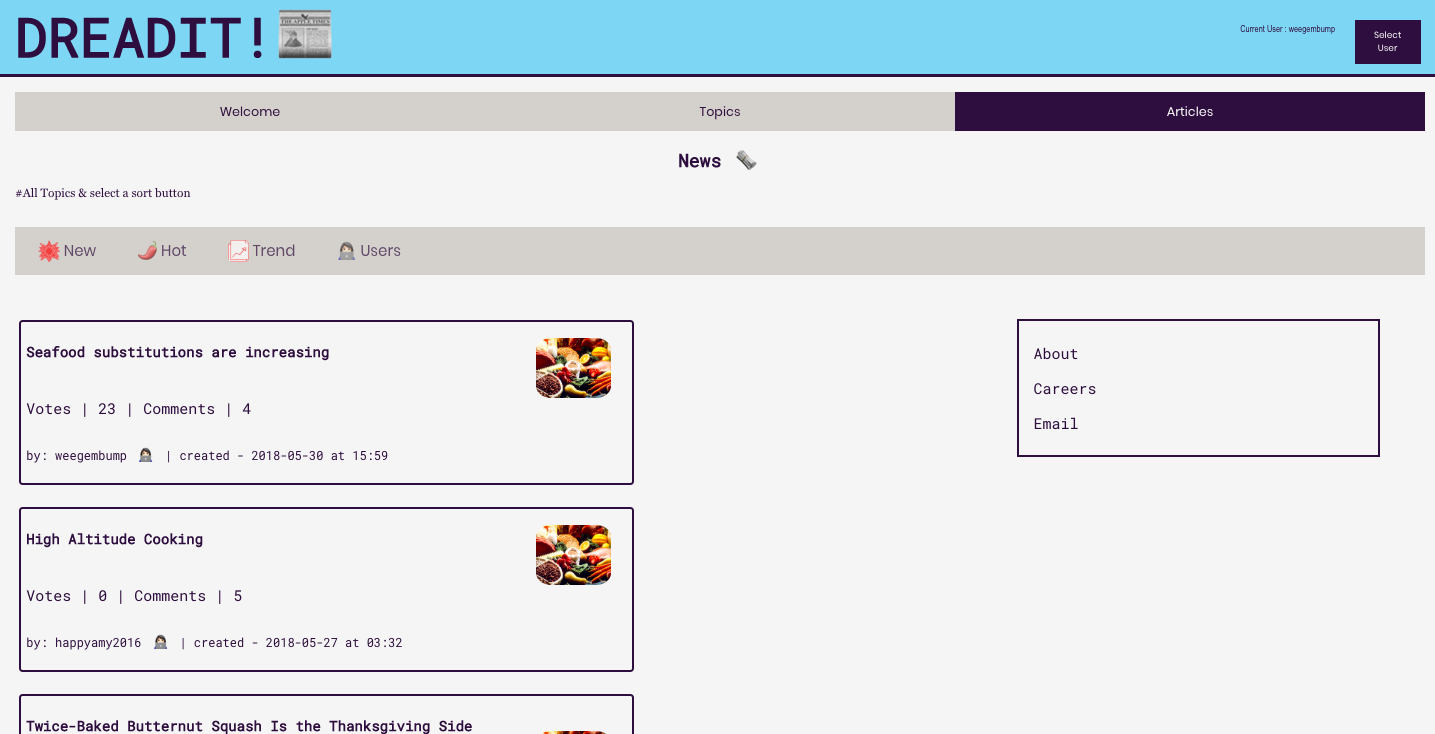 DREADIT!
THE APPLE TIMES
Current User : weegembump
Select
User
Welcome
Topics
Articles
News
#All Topics & select a sort button
New
Hot
Trend
Users
Seafood substitutions are increasing
Votes | 23 | Comments | 4
by: weegembump | created - 2018-05-30 at 15:59
About
Careers
Email
High Altitude Cooking
Votes | 0 | Comments | 5
by: happyamy2016 | created - 2018-05-27 at 03:32
Twice-Baked Butternut Squash Is the Thanksgiving Side